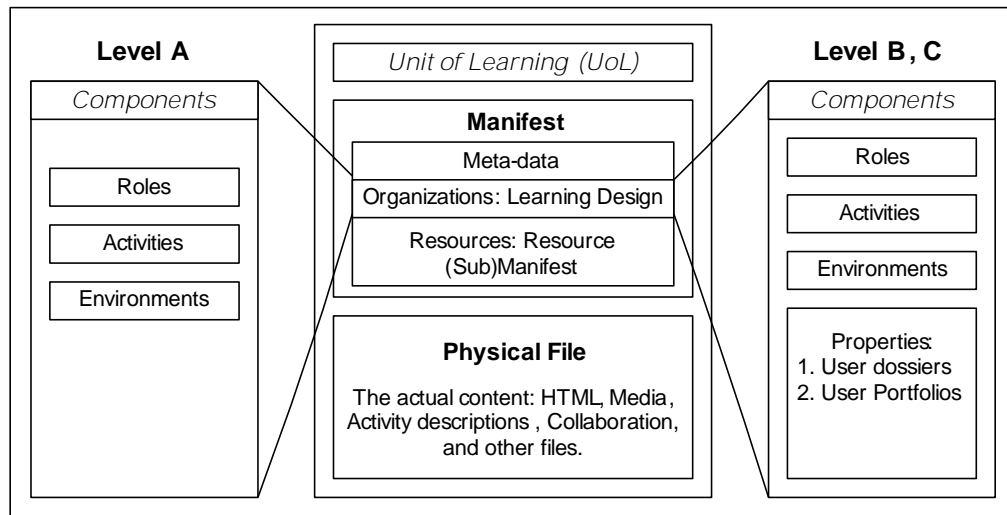 Level A
Components
Roles
Activities
Environments
Unit of Learning (UoL)
Manifest
Meta-data
Organizations: Learning Design
Resources: Resource
(Sub)Manifest
Physical File
The actual content: HTML, Media,
Activity descriptions , Collaboration,
and other files.
Level B , C
Components
Roles
Activities
Environments
Properties:
1. User dossiers
2. User Portfolios